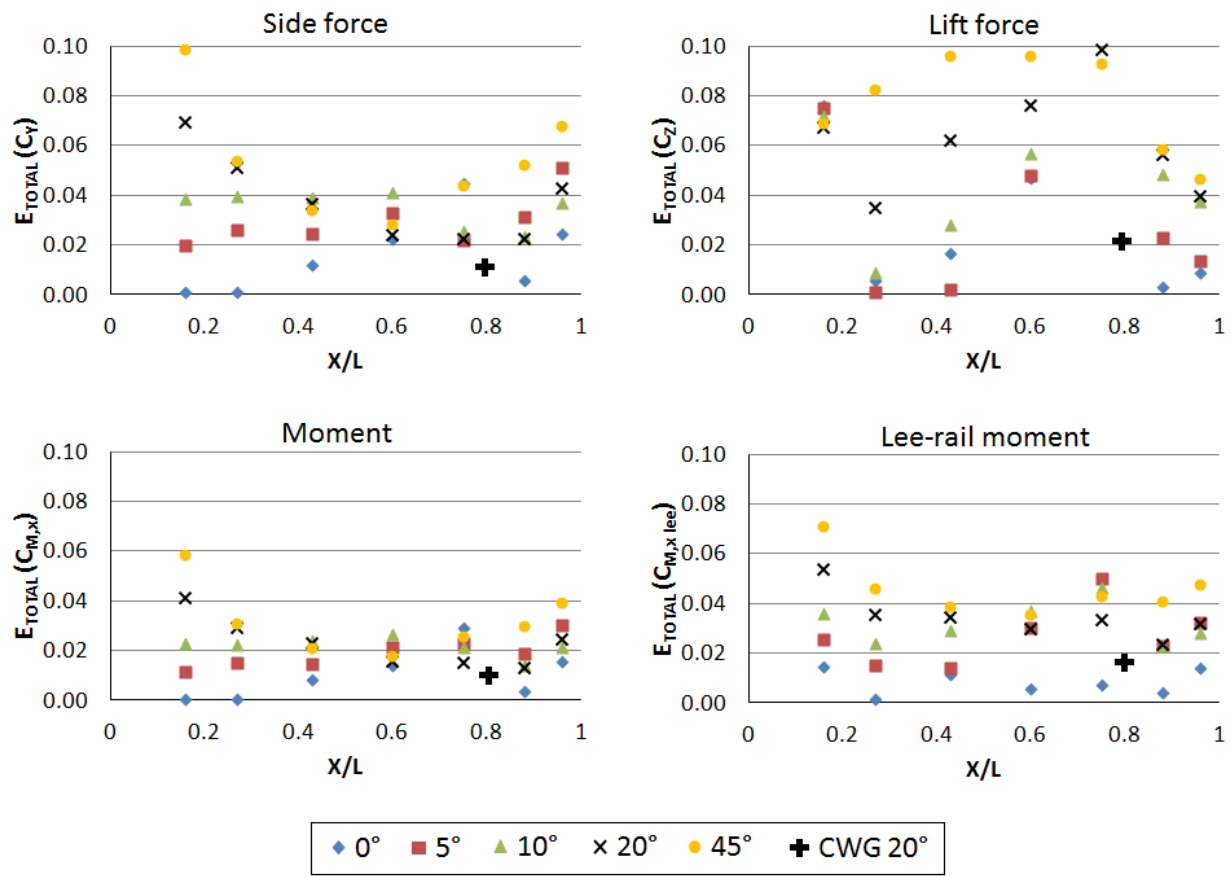 Side force
0.10
0.08
0.06
0.04
0.02
0.00
E_TOTAL (C_Y)
0 0.2 0.4 0.6 0.8 1
X/L
Lift force
0.10
0.08
0.06
0.04
0.02
0.00
E_TOTAL (C_Z)
0 0.2 0.4 0.6 0.8 1
X/L
Moment
0.10
0.08
0.06
0.04
0.02
0.00
E_TOTAL (C_M,x)
0 0.2 0.4 0.6 0.8 1
X/L
Lee-rail moment
0.10
0.08
0.06
0.04
0.02
0.00
E_TOTAL (C_M,x lee)
0 0.2 0.4 0.6 0.8 1
X/L
0° 5° 10° 20° 45° CWG 20°